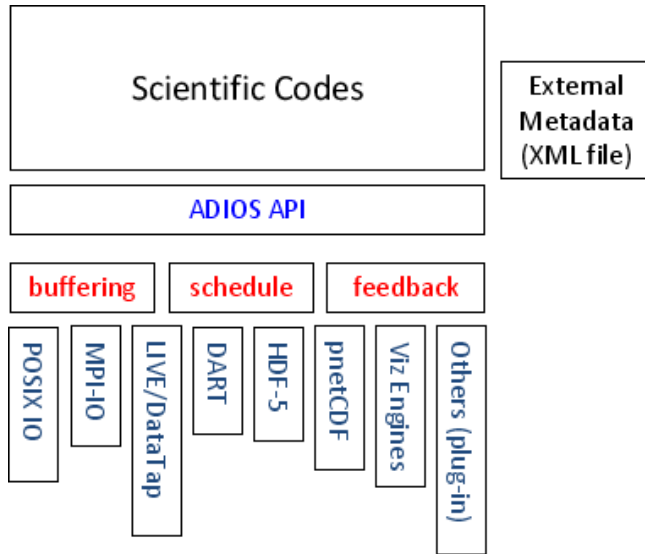 Scientific Codes
External
Metadata
(XML file)
ADIOS API
buffering
schedule
feedback
POSIX IO
MPI-IO
LIVE/DataTap
DART
HDF-5
pnetCDF
Viz Engines
Others (plug-in)